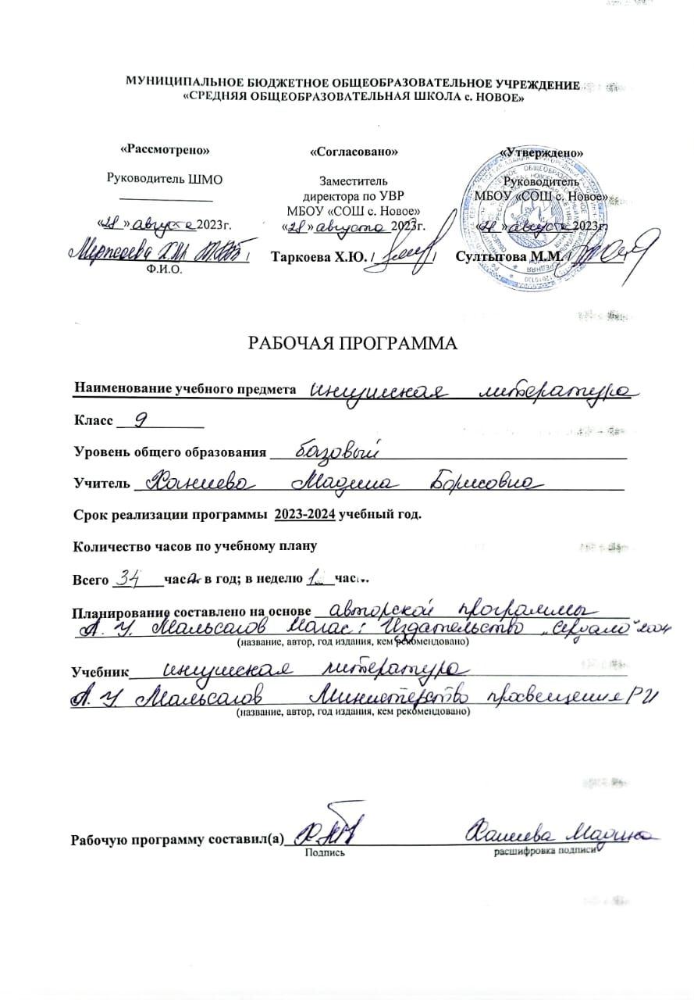 МУНИЦИПАЛЬНОЕ БЮДЖЕТНОЕ ОБЩЕОБРАЗОВАТЕЛЬНОЕ УЧРЕЖДЕНИЕ
«СРЕДНЯЯ ОБЩЕОБРАЗОВАТЕЛЬНАЯ ШКОЛА с. НОВОЕ»
«Рассмотрено»
Руководитель ШМО
«28» августа 2023г.
Ф.И.О.
«Согласовано»
Заместитель
директора по УВР
МБОУ «СОШ с. Новое»
«28» августа 2023г.
Таркоева Х.Ю. / /
«Утверждено»
Руководитель
МБОУ «СОШ с. Новое»
«28» августа 2023г.
Султыгова М.М. /
РАБОЧАЯ ПРОГРАММА
Наименование учебного предмета ингушская литература
Класс 9
Уровень общего образования базовый
Учитель Ханиева Мадина Борисовна
Срок реализации программы 2023-2024 учебный год.
Количество часов по учебному плану
Всего 34 часа в год; в неделю 1 час.
Планирование составлено на основе авторской программы
А. У. Мальсагов Магас: Издательство „Сердало" 2004
(название, автор, год издания, кем рекомендовано)
Учебник ингушская литература
А. У. Мальсагов Министерство просвещения РИ
(название, автор, год издания, кем рекомендовано)
Рабочую программу составил(а) Ханиева Мадина
Подпись расшифровка подписи